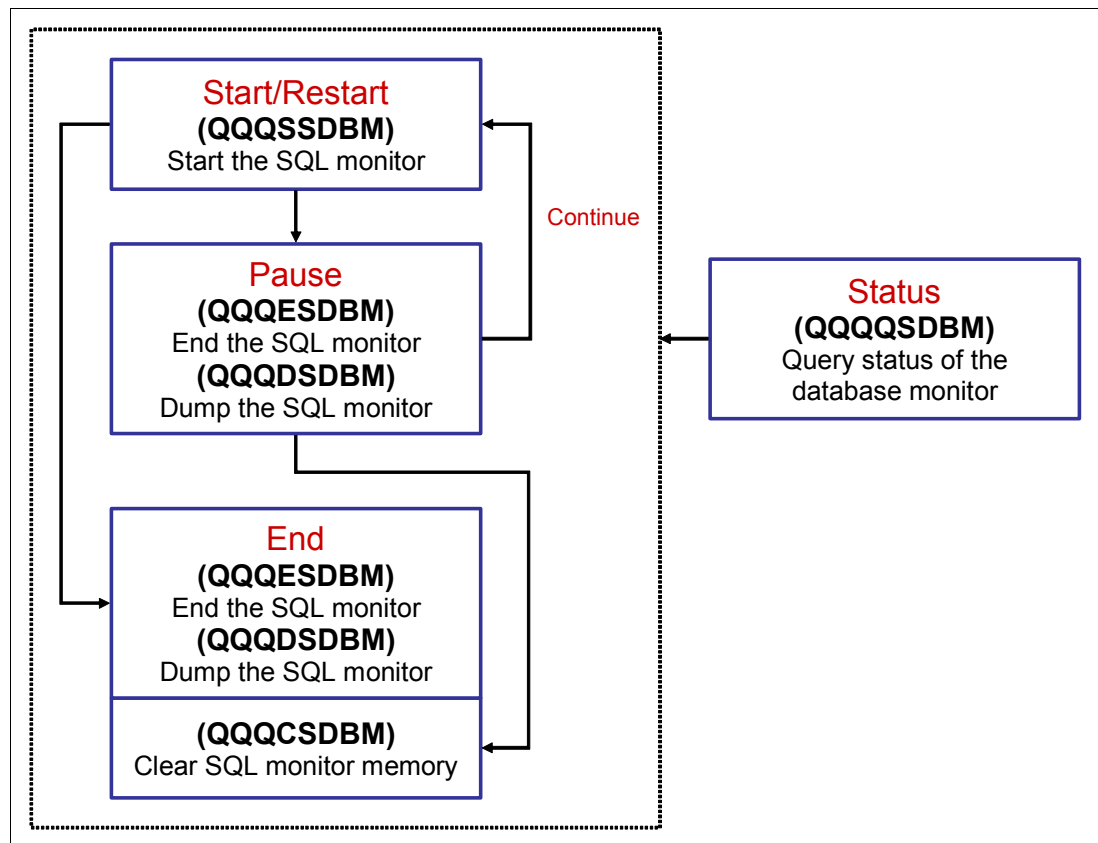 Start/Restart
(QQQSSDBM)
Start the SQL monitor
Continue
Pause
(QQQESDBM)
End the SQL monitor
(QQQDSDBM)
Dump the SQL monitor
Status
(QQQQSDBM)
Query status of the
database monitor
End
(QQQESDBM)
End the SQL monitor
(QQQDSDBM)
Dump the SQL monitor
(QQQCSDBM)
Clear SQL monitor memory